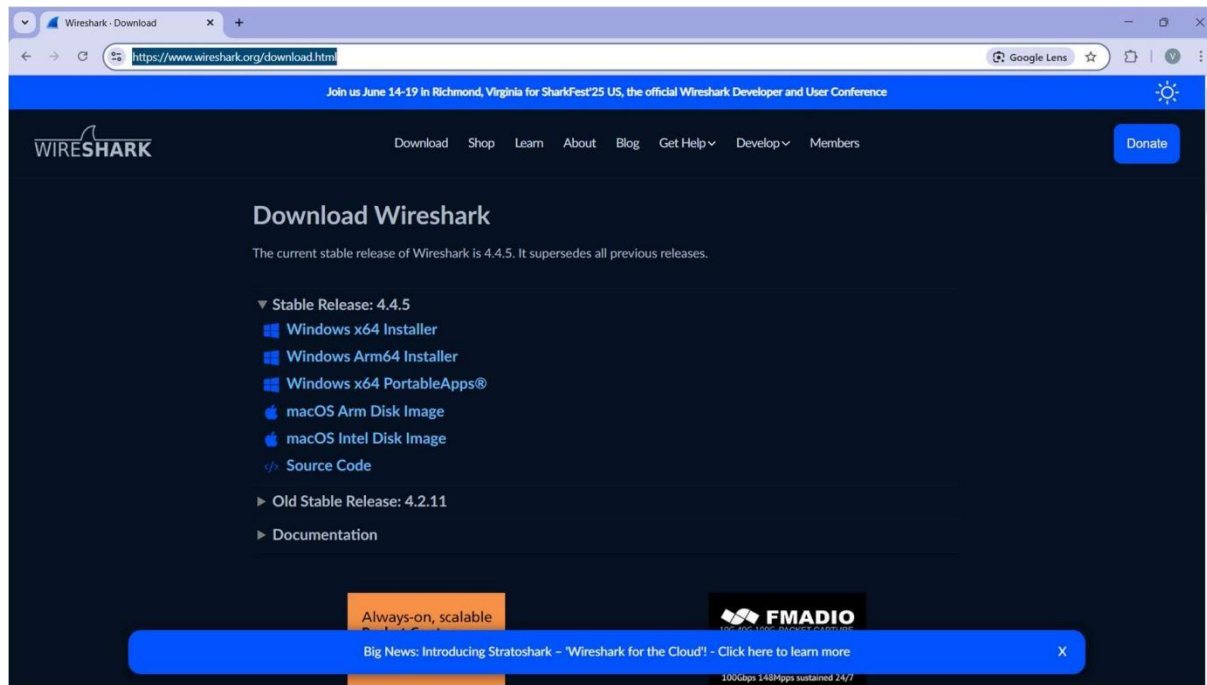 Wireshark · Download
https://www.wireshark.org/download.html
Google Lens
V
Join us June 14-19 in Richmond, Virginia for SharkFest'25 US, the official Wireshark Developer and User Conference
WIRESHARK
Download Shop Learn About Blog Get Help Develop Members
Donate
Download Wireshark
The current stable release of Wireshark is 4.4.5. It supersedes all previous releases.
Stable Release: 4.4.5
Windows x64 Installer
Windows Arm64 Installer
Windows x64 PortableApps®
macOS Arm Disk Image
macOS Intel Disk Image
</> Source Code
Old Stable Release: 4.2.11
Documentation
Always-on, scalable
FMADIO
Big News: Introducing Stratoshark – 'Wireshark for the Cloud'! - Click here to learn more
X
100Gbps 148Mpps sustained 24/7